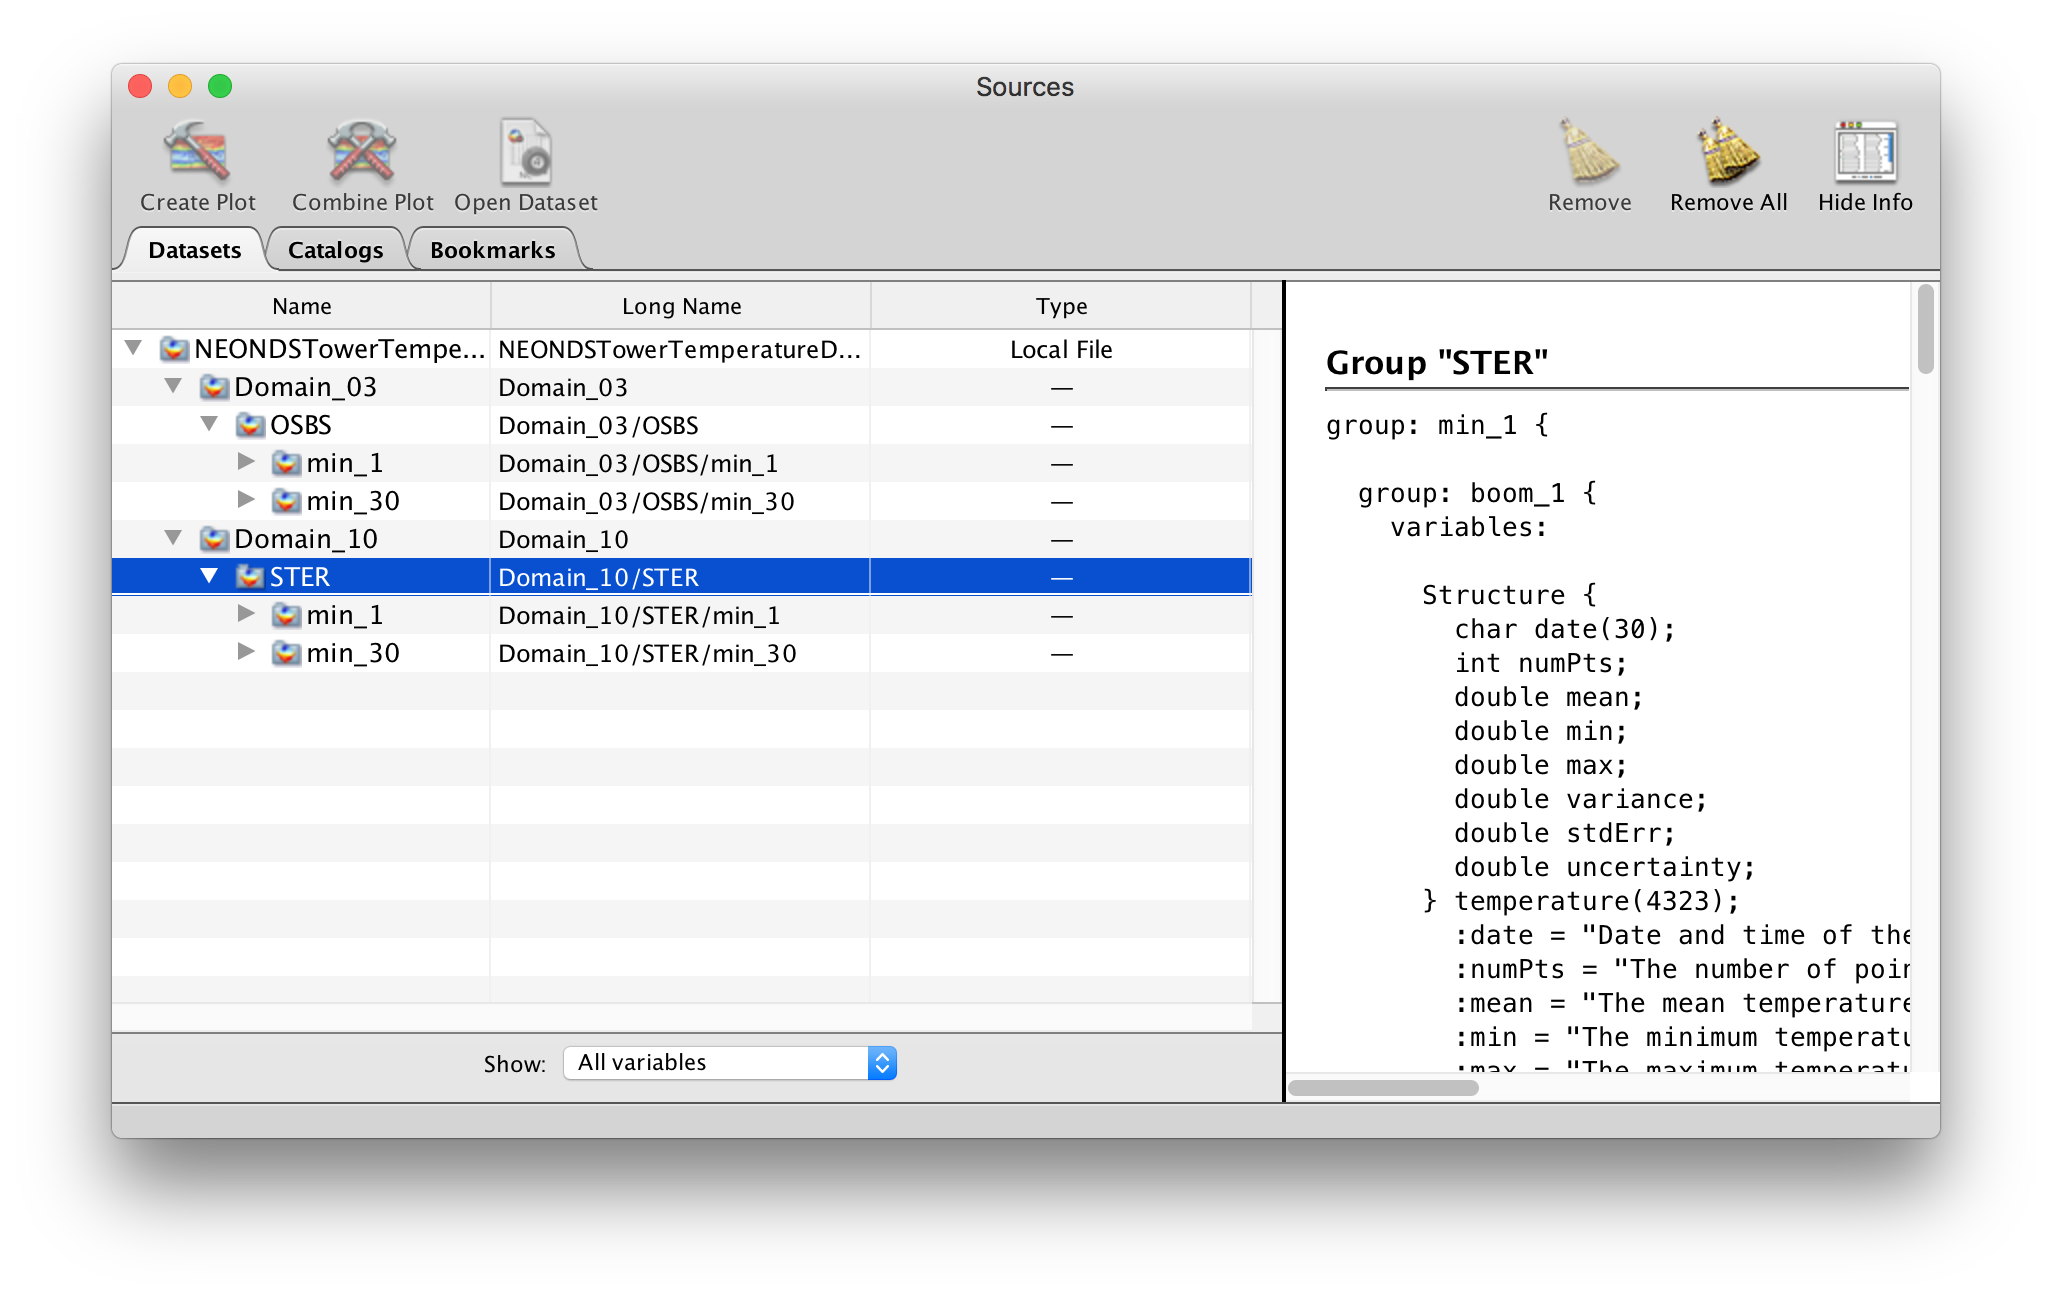 Sources
Create Plot Combine Plot Open Dataset Remove Remove All Hide Info
Datasets Catalogs Bookmarks
Name Long Name Type
NEONDSTowerTempe... NEONDSTowerTemperatureD... Local File
Domain_03 Domain_03 —
OSBS Domain_03/OSBS —
min_1 Domain_03/OSBS/min_1 —
min_30 Domain_03/OSBS/min_30 —
Domain_10 Domain_10 —
STER Domain_10/STER —
min_1 Domain_10/STER/min_1 —
min_30 Domain_10/STER/min_30 —
Show: All variables
Group "STER"
group: min_1 {
group: boom_1 {
variables:
Structure {
char date(30);
int numPts;
double mean;
double min;
double max;
double variance;
double stdErr;
double uncertainty;
} temperature(4323);
:date = "Date and time of the
:numPts = "The number of poin
:mean = "The mean temperature
:min = "The minimum temperatu
:max = "The maximum temperatu